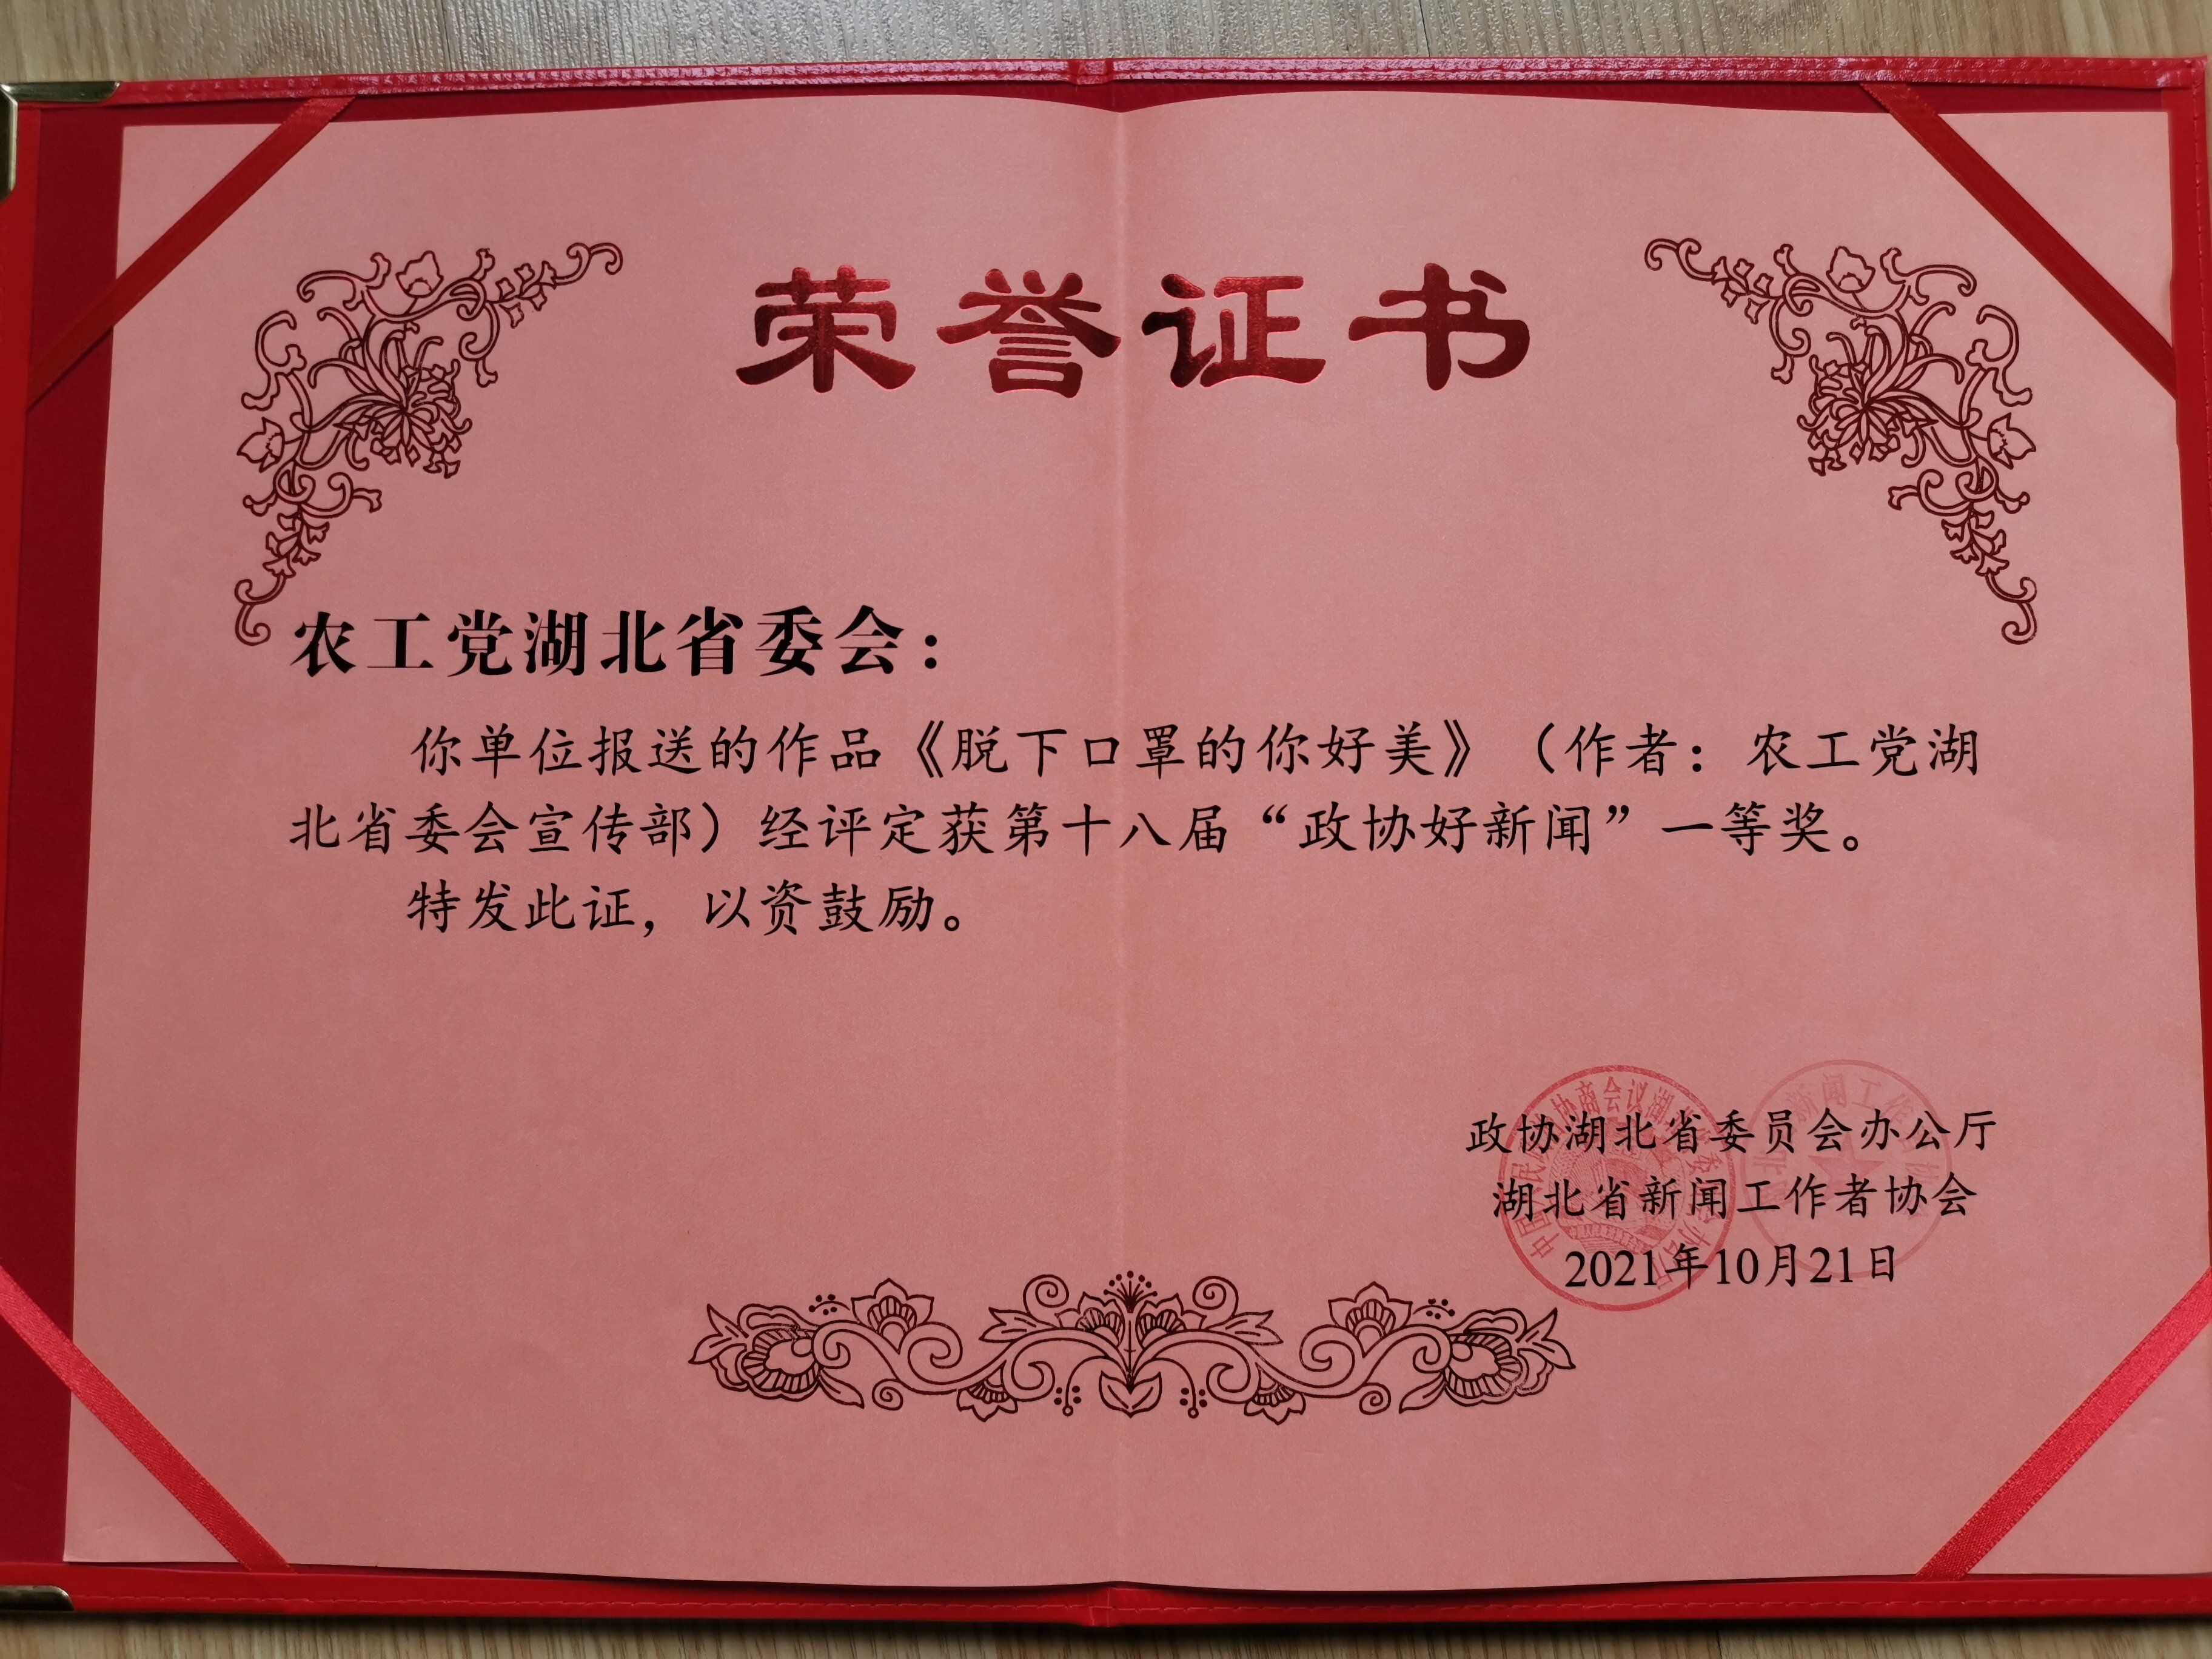 荣誉证书
农工党湖北省委会：
你单位报送的作品《脱下口罩的你好美》（作者：农工党湖
北省委会宣传部）经评定获第十八届“政协好新闻”一等奖。
特发此证，以资鼓励。
政协湖北省委员会办公厅
湖北省新闻工作者协会
2021年10月21日